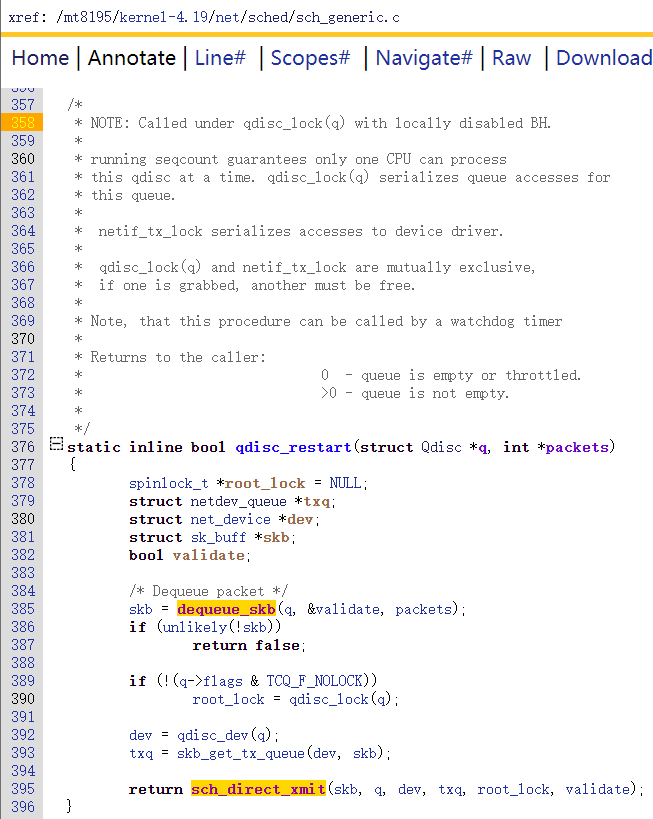 xref: /mt8195/kernel-4.19/net/sched/sch_generic.c
Home | Annotate | Line# | Scopes# | Navigate# | Raw | Download
356
357 /*
358 * NOTE: Called under qdisc_lock(q) with locally disabled BH.
359 *
360 * running seqcount guarantees only one CPU can process
361 * this qdisc at a time. qdisc_lock(q) serializes queue accesses for
362 * this queue.
363 *
364 *  netif_tx_lock serializes accesses to device driver.
365 *
366 *  qdisc_lock(q) and netif_tx_lock are mutually exclusive,
367 *  if one is grabbed, another must be free.
368 *
369 * Note, that this procedure can be called by a watchdog timer
370 *
371 * Returns to the caller:
372 *                              0  - queue is empty or throttled.
373 *                              >0 - queue is not empty.
374 *
375 */
376 static inline bool qdisc_restart(struct Qdisc *q, int *packets)
377 {
378         spinlock_t *root_lock = NULL;
379         struct netdev_queue *txq;
380         struct net_device *dev;
381         struct sk_buff *skb;
382         bool validate;
383
384         /* Dequeue packet */
385         skb = dequeue_skb(q, &validate, packets);
386         if (unlikely(!skb))
387                 return false;
388
389         if (!(q->flags & TCQ_F_NOLOCK))
390                 root_lock = qdisc_lock(q);
391
392         dev = qdisc_dev(q);
393         txq = skb_get_tx_queue(dev, skb);
394
395         return sch_direct_xmit(skb, q, dev, txq, root_lock, validate);
396 }